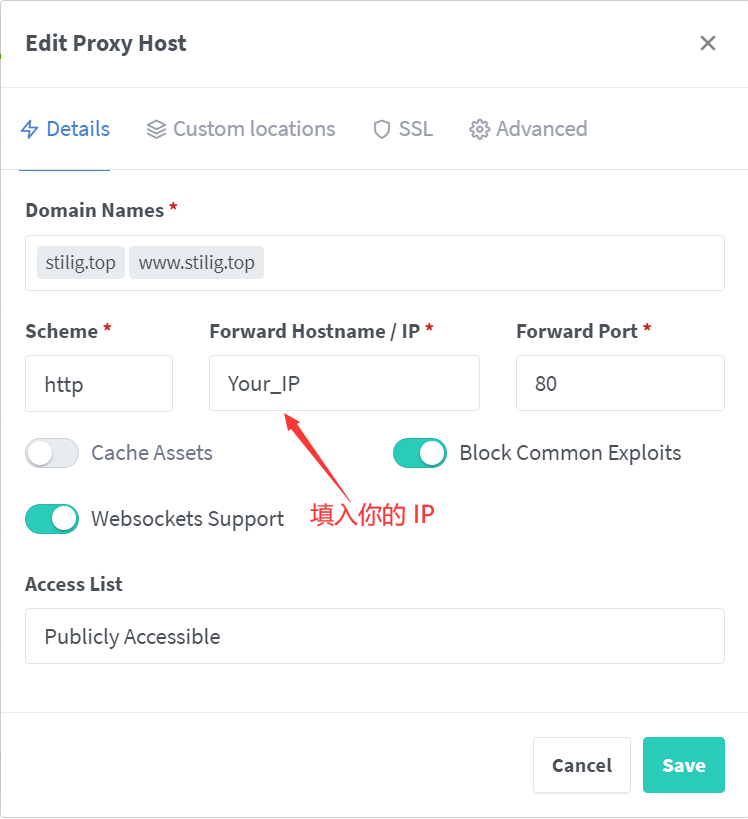 Edit Proxy Host
Details Custom locations SSL Advanced
Domain Names *
stilig.top www.stilig.top
Scheme * Forward Hostname / IP * Forward Port *
http Your_IP 80
Cache Assets Block Common Exploits
Websockets Support 填入你的 IP
Access List
Publicly Accessible
Cancel Save